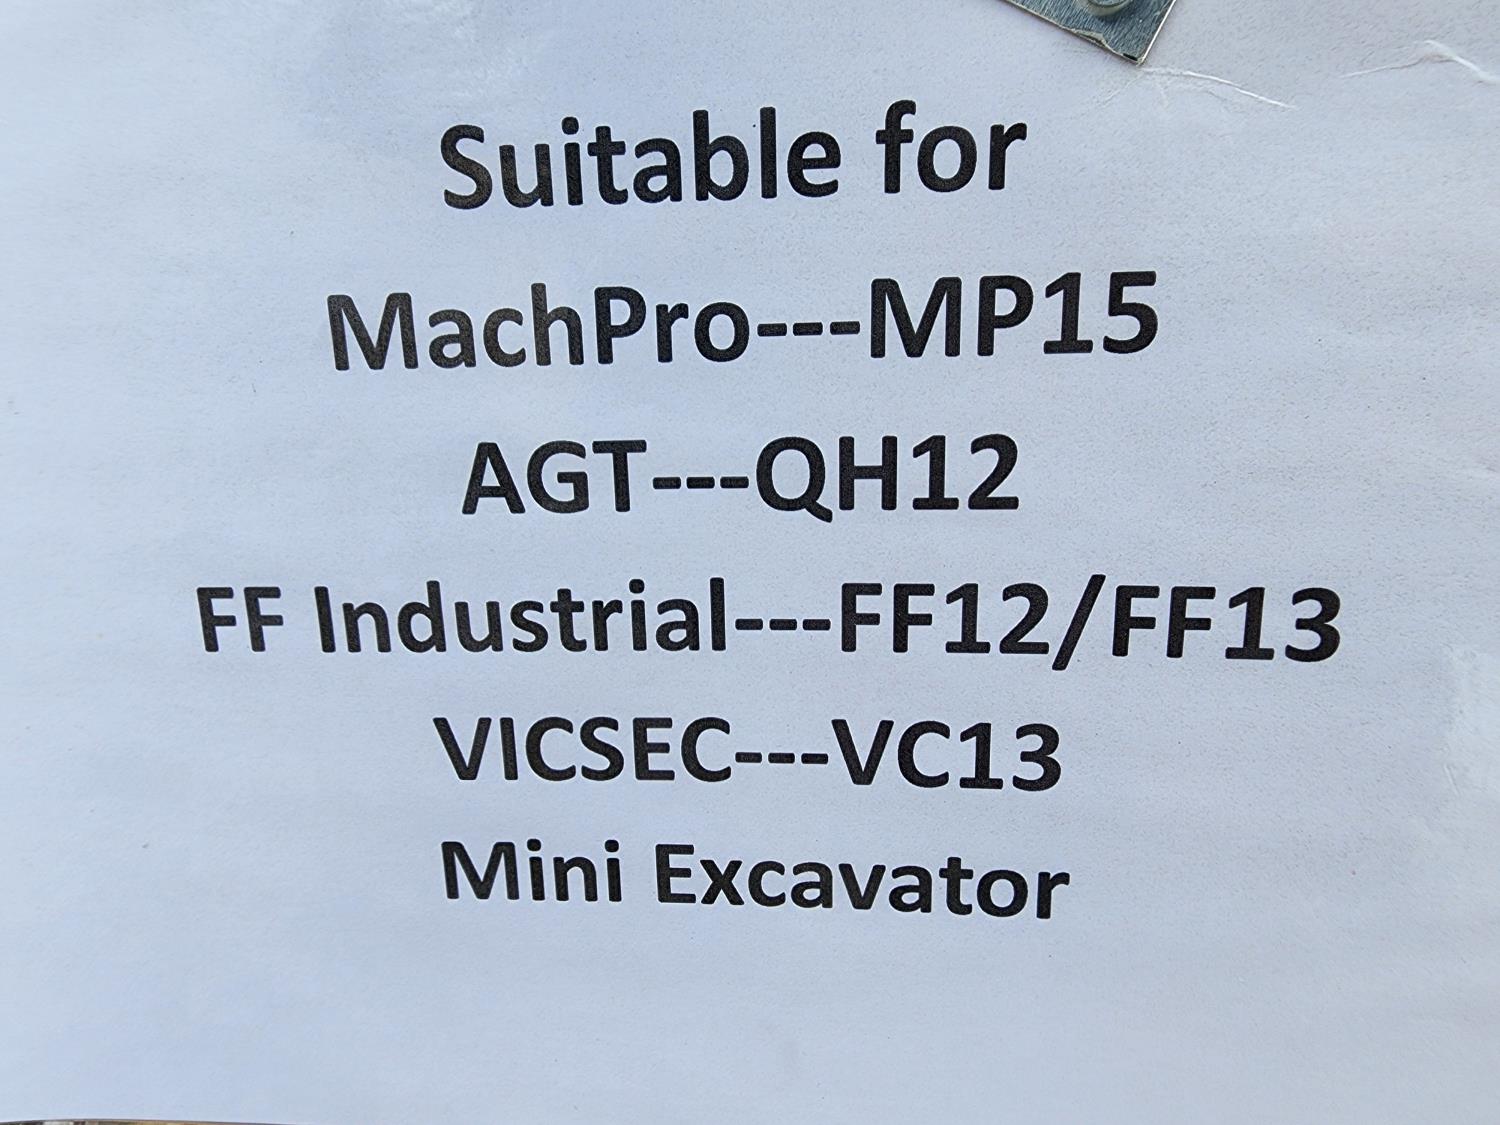 Suitable for
MachPro---MP15
AGT---QH12
FF Industrial---FF12/FF13
VICSEC---VC13
Mini Excavator